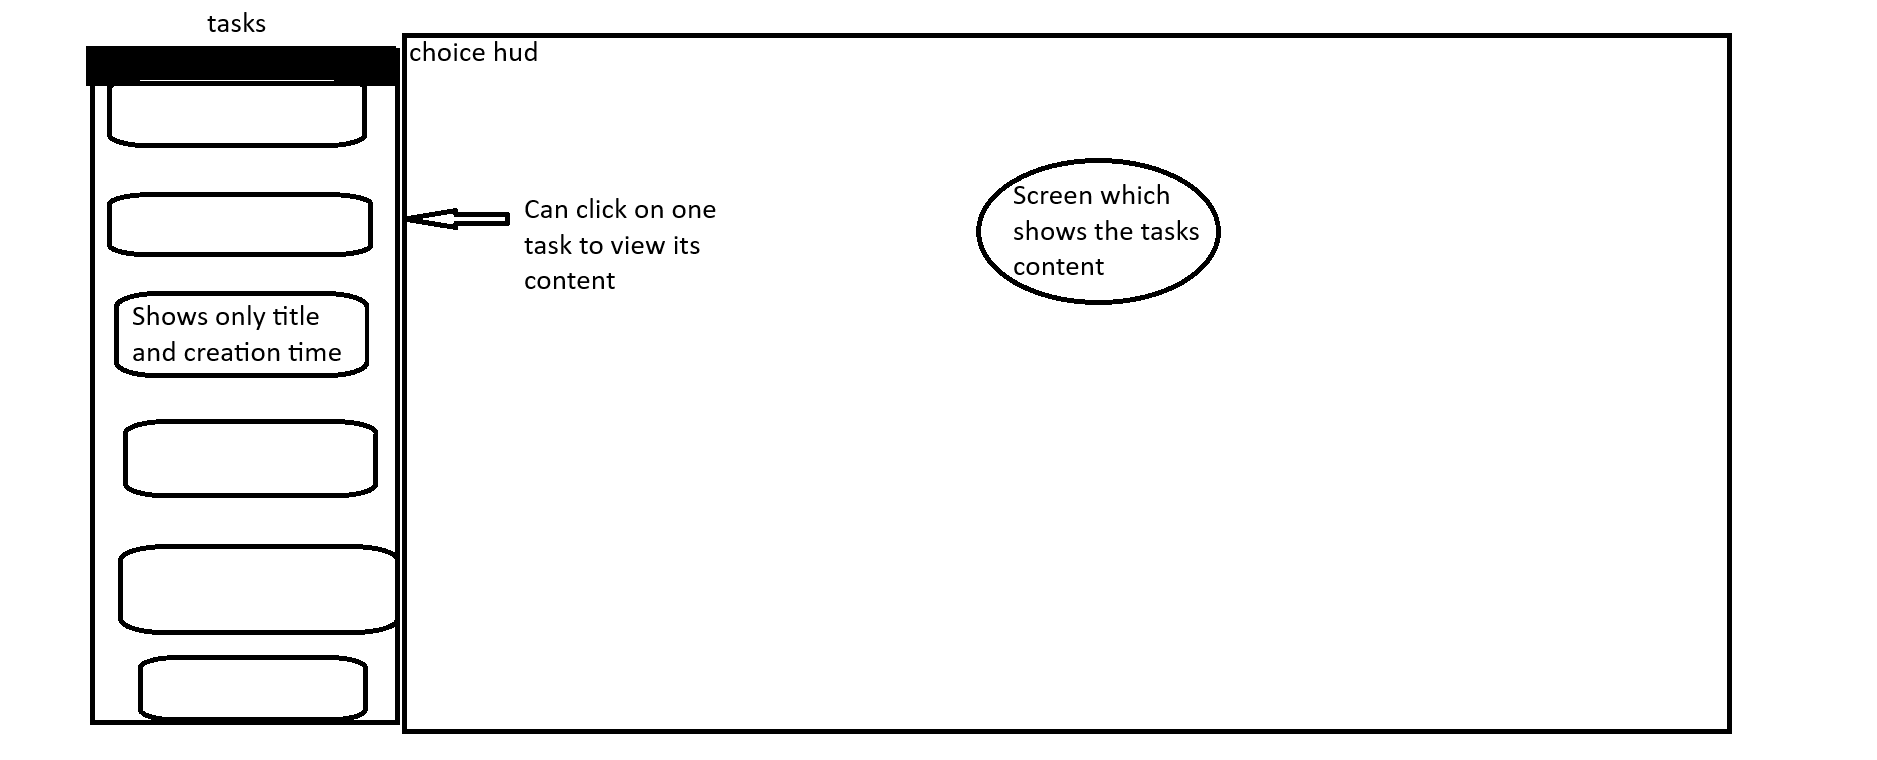 tasks
choice hud
Can click on one
task to view its
content
Screen which
shows the tasks
content
Shows only title
and creation time